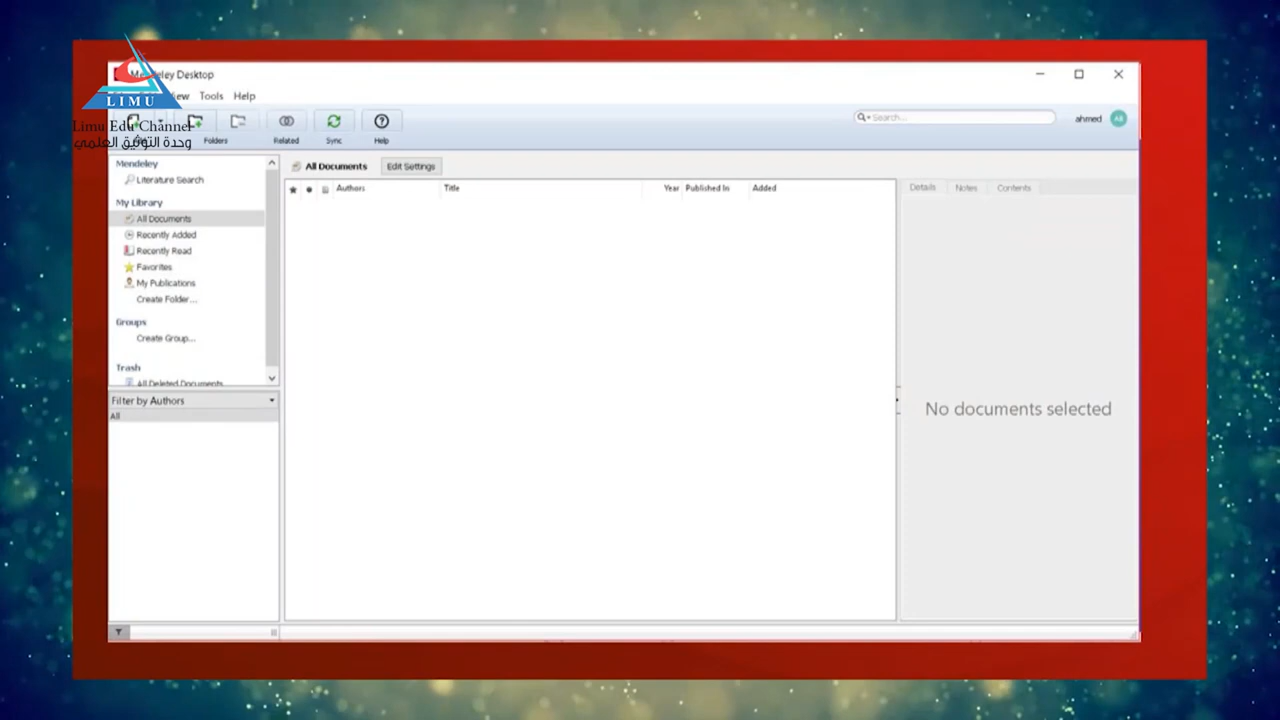 Mendeley Desktop
View Tools Help
LIMU
Limu Edu Channel
وحدة التوثيق العلمي
Folders Related Sync Help
Search...
ahmed
Mendeley
Literature Search
My Library
All Documents
Recently Added
Recently Read
Favorites
My Publications
Create Folder...
Groups
Create Group...
Trash
All Deleted Documents
Filter by Authors
All
All Documents Edit Settings
Authors Title Year Published In Added
Details Notes Contents
No documents selected